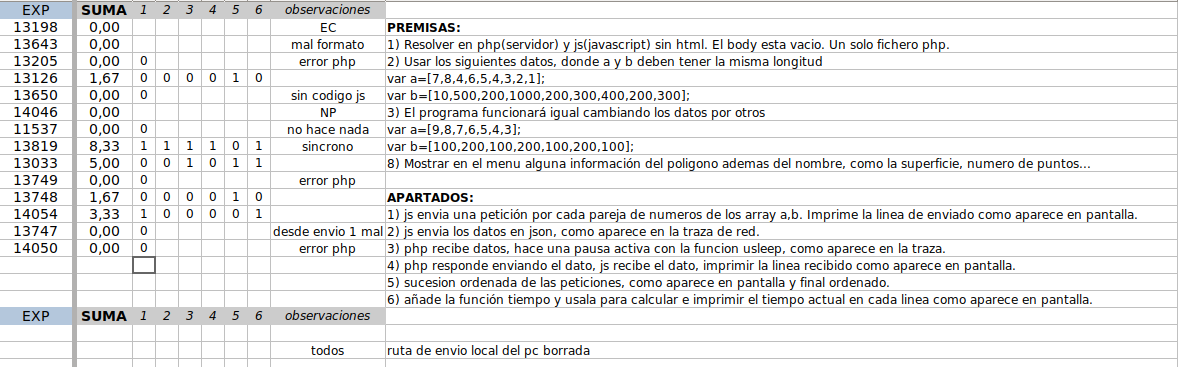 EXP SUMA 1 2 3 4 5 6 observaciones
13198 0,00 EC PREMISAS:
13643 0,00 mal formato 1) Resolver en php(servidor) y js(javascript) sin html. El body esta vacio. Un solo fichero php.
13205 0,00 0 error php 2) Usar los siguientes datos, donde a y b deben tener la misma longitud
13126 1,67 0 0 0 0 1 0 var a=[7,8,4,6,5,4,3,2,1];
13650 0,00 0 sin codigo js var b=[10,500,200,1000,200,300,400,200,300];
14046 0,00 NP 3) El programa funcionará igual cambiando los datos por otros
11537 0,00 0 no hace nada var a=[9,8,7,6,5,4,3];
13819 8,33 1 1 1 1 0 1 sincrono var b=[100,200,100,200,100,200,100];
13033 5,00 0 0 1 0 1 1 8) Mostrar en el menu alguna información del poligono ademas del nombre, como la superficie, numero de puntos...
13749 0,00 0 error php
13748 1,67 0 0 0 0 1 0 APARTADOS:
14054 3,33 1 0 0 0 0 1 1) js envia una petición por cada pareja de numeros de los array a,b. Imprime la linea de enviado como aparece en pantalla.
13747 0,00 0 desde envio 1 mal 2) js envia los datos en json, como aparece en la traza de red.
14050 0,00 0 error php 3) php recibe datos, hace una pausa activa con la funcion usleep, como aparece en la traza.
4) php responde enviando el dato, js recibe el dato, imprimir la linea recibido como aparece en pantalla.
5) sucesion ordenada de las peticiones, como aparece en pantalla y final ordenado.
6) añade la función tiempo y usala para calcular e imprimir el tiempo actual en cada linea como aparece en pantalla.
EXP SUMA 1 2 3 4 5 6 observaciones
todos ruta de envio local del pc borrada